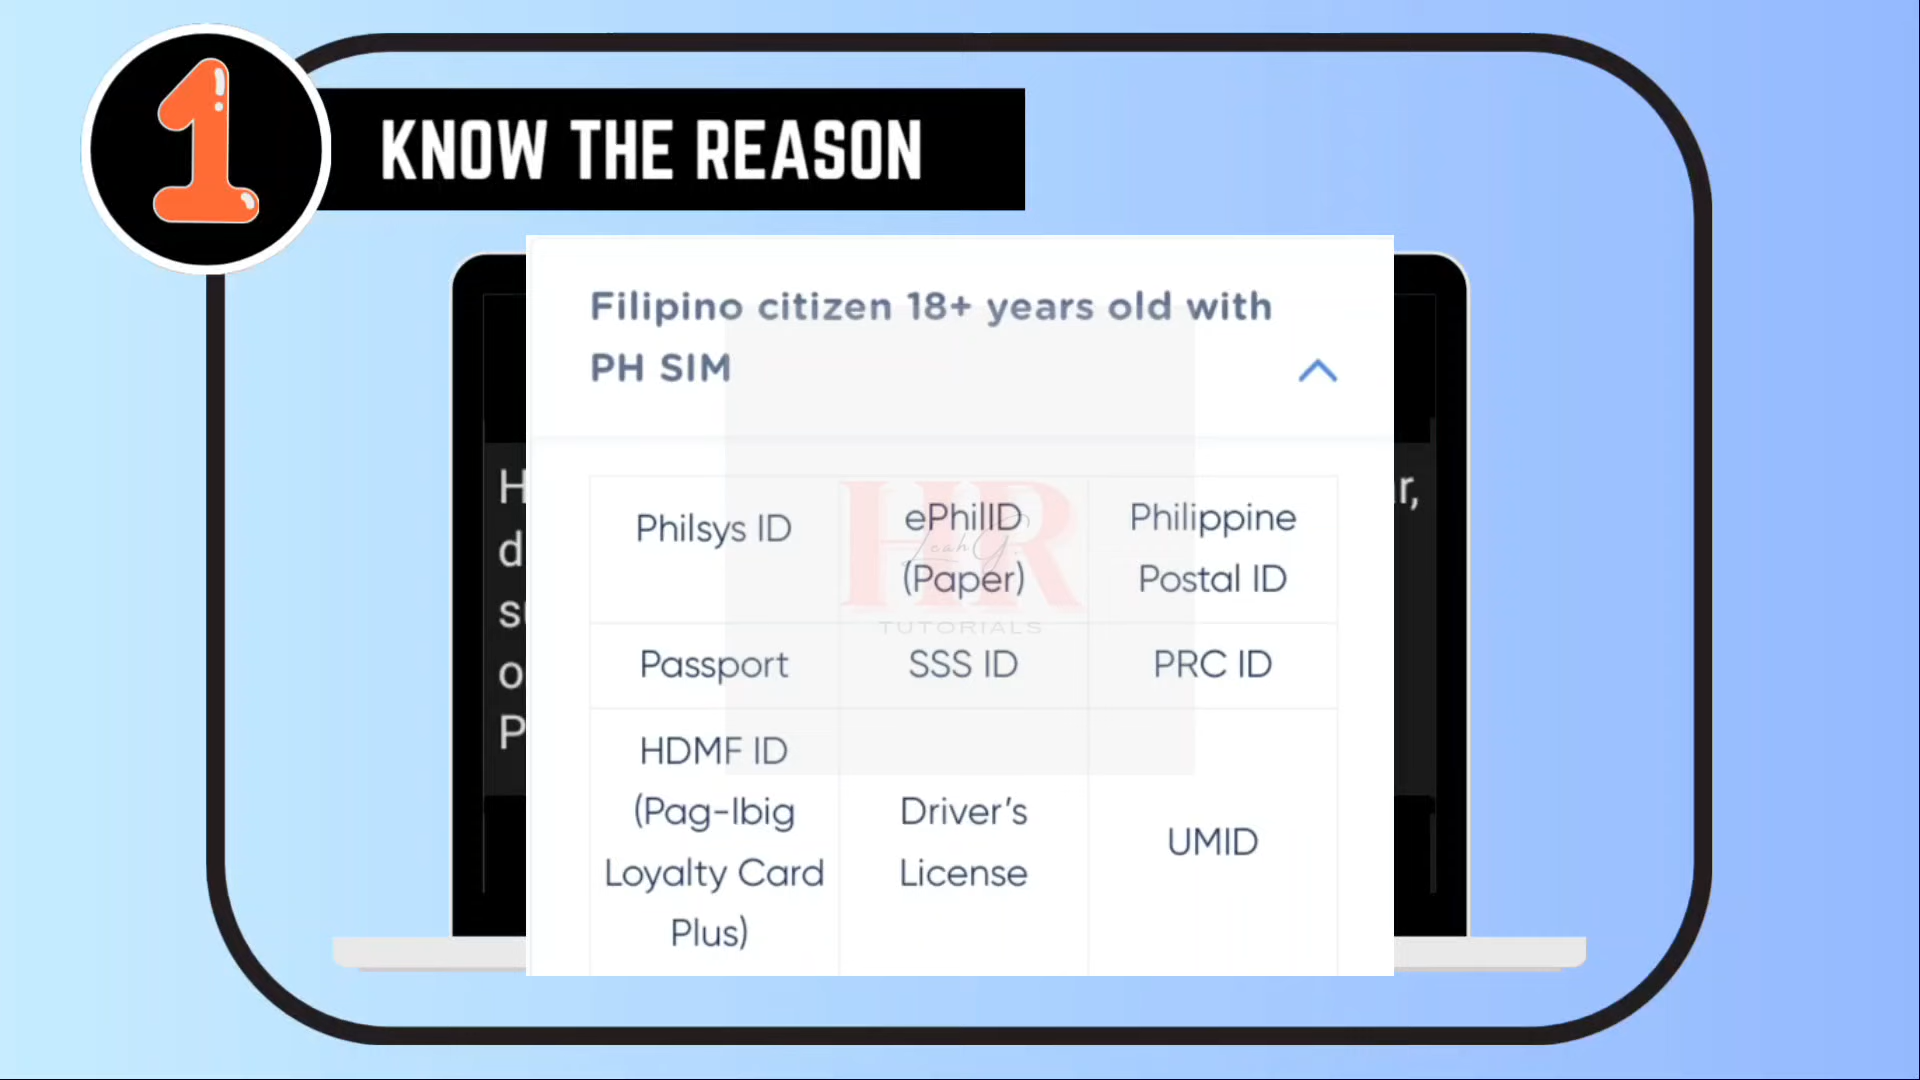 1
KNOW THE REASON
Filipino citizen 18+ years old with
PH SIM
Philsys ID
ePhilID
(Paper)
Philippine
Postal ID
HR
Leah G.
TUTORIALS
Passport
SSS ID
PRC ID
HDMF ID
(Pag-Ibig
Loyalty Card
Plus)
Driver's
License
UMID